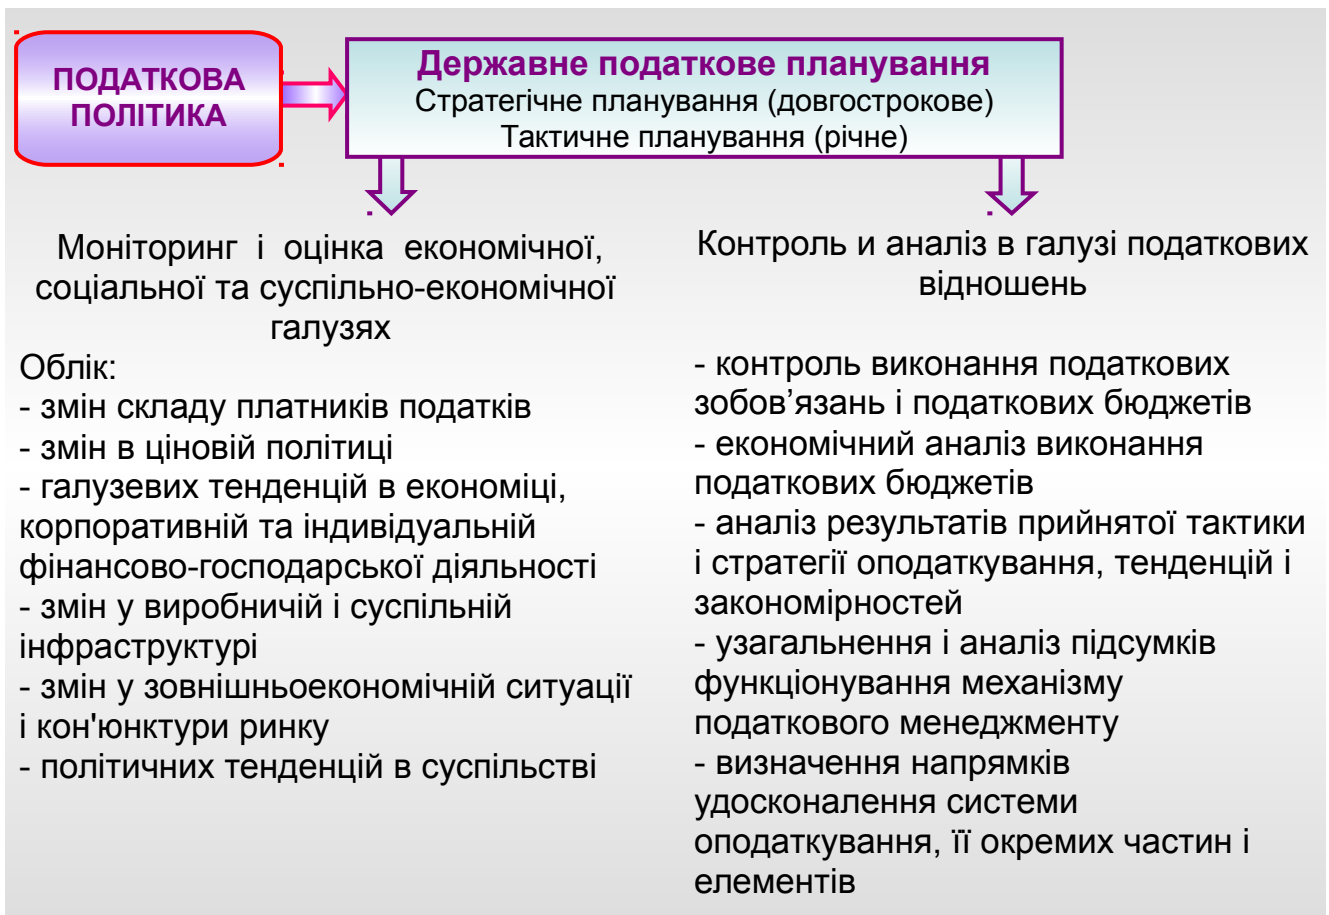 ПОДАТКОВА
ПОЛІТИКА
Державне податкове планування
Стратегічне планування (довгострокове)
Тактичне планування (річне)
Моніторинг і оцінка економічної,
соціальної та суспільно-економічної
галузях
Облік:
- змін складу платників податків
- змін в ціновій політиці
- галузевих тенденцій в економіці,
корпоративній та індивідуальній
фінансово-господарської діяльності
- змін у виробничій і суспільній
інфраструктурі
- змін у зовнішньоекономічній ситуації
і кон'юнктури ринку
- політичних тенденцій в суспільстві
Контроль и аналіз в галузі податкових
відношень
- контроль виконання податкових
зобов’язань і податкових бюджетів
- економічний аналіз виконання
податкових бюджетів
- аналіз результатів прийнятої тактики
і стратегії оподаткування, тенденцій і
закономірностей
- узагальнення і аналіз підсумків
функціонування механізму
податкового менеджменту
- визначення напрямків
удосконалення системи
оподаткування, її окремих частин і
елементів